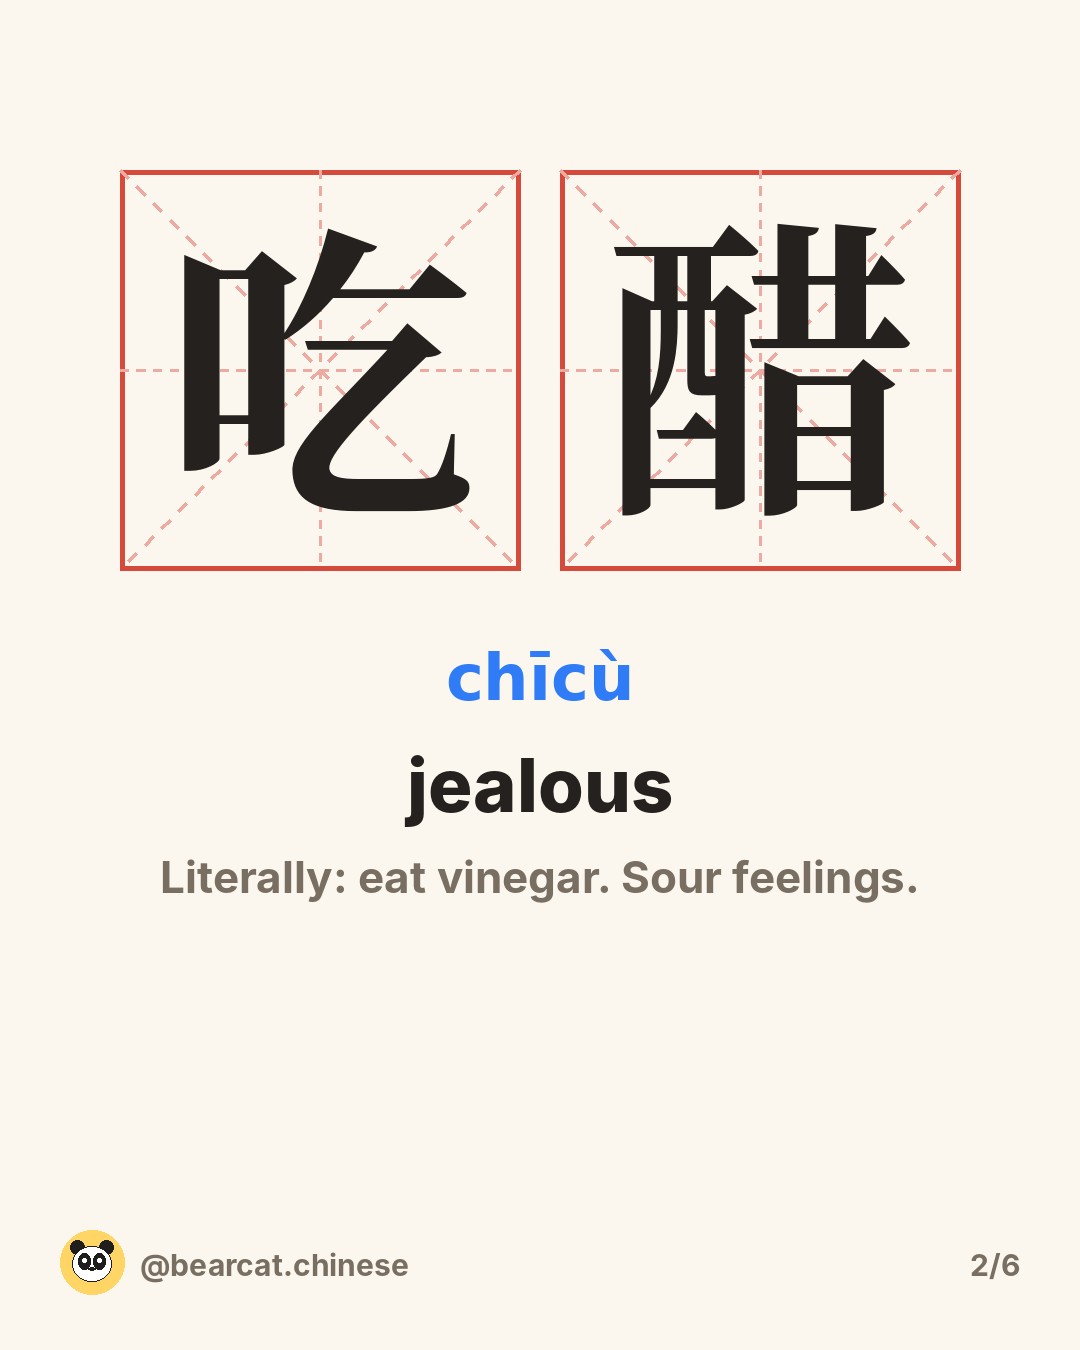 吃醋
chīcù
jealous
Literally: eat vinegar. Sour feelings.
@bearcat.chinese
2/6